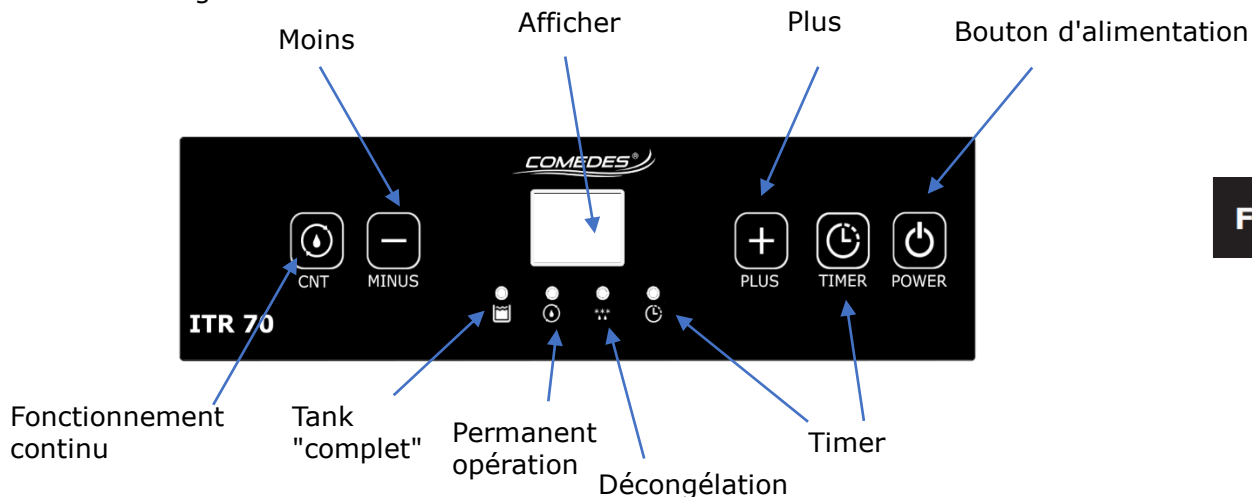 Moins
Afficher
Plus
Bouton d'alimentation
COMEDES®
CNT
MINUS
PLUS
TIMER
POWER
F
ITR 70
Fonctionnement
continu
Tank
"complet"
Permanent
opération
Décongélation
Timer